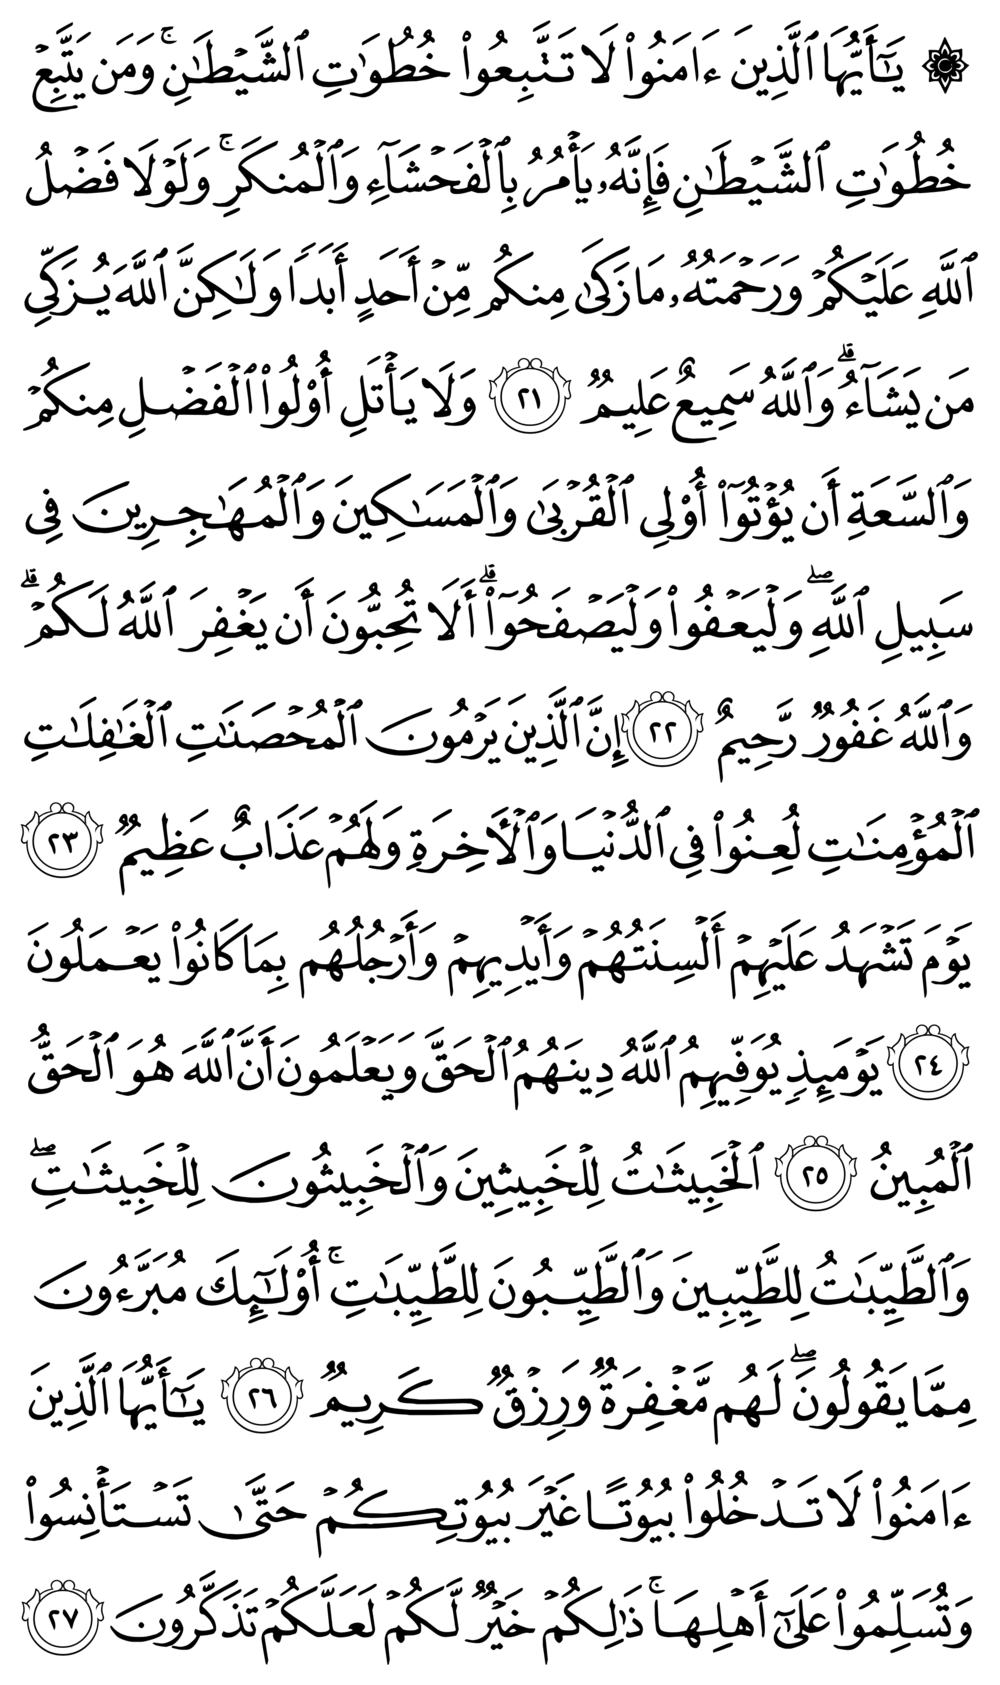 ۞ يَـٰٓأَيُّهَا ٱلَّذِينَ ءَامَنُوا۟ لَا تَتَّبِعُوا۟ خُطُوَٰتِ ٱلشَّيْطَـٰنِ ۚ وَمَن يَتَّبِعْ
خُطُوَٰتِ ٱلشَّيْطَـٰنِ فَإِنَّهُۥ يَأْمُرُ بِٱلْفَحْشَآءِ وَٱلْمُنكَرِ ۚ وَلَوْلَا فَضْلُ
ٱللَّهِ عَلَيْكُمْ وَرَحْمَتُهُۥ مَا زَكَىٰ مِنكُم مِّنْ أَحَدٍ أَبَدًا وَلَـٰكِنَّ ٱللَّهَ يُزَكِّى
مَن يَشَآءُ ۗ وَٱللَّهُ سَمِيعٌ عَلِيمٌ ٢١ وَلَا يَأْتَلِ أُو۟لُوا۟ ٱلْفَضْلِ مِنكُمْ
وَٱلسَّعَةِ أَن يُؤْتُوٓا۟ أُو۟لِى ٱلْقُرْبَىٰ وَٱلْمَسَـٰكِينَ وَٱلْمُهَـٰجِرِينَ فِى
سَبِيلِ ٱللَّهِ ۖ وَلْيَعْفُوا۟ وَلْيَصْفَحُوٓا۟ ۗ أَلَا تُحِبُّونَ أَن يَغْفِرَ ٱللَّهُ لَكُمْ ۗ
وَٱللَّهُ غَفُورٌ رَّحِيمٌ ٢٢ إِنَّ ٱلَّذِينَ يَرْمُونَ ٱلْمُحْصَنَـٰتِ ٱلْغَـٰفِلَـٰتِ
ٱلْمُؤْمِنَـٰتِ لُعِنُوا۟ فِى ٱلدُّنْيَا وَٱلْـَٔاخِرَةِ وَلَهُمْ عَذَابٌ عَظِيمٌ ٢٣
يَوْمَ تَشْهَدُ عَلَيْهِمْ أَلْسِنَتُهُمْ وَأَيْدِيهِمْ وَأَرْجُلُهُم بِمَا كَانُوا۟ يَعْمَلُونَ
٢٤ يَوْمَئِذٍ يُوَفِّيهِمُ ٱللَّهُ دِينَهُمُ ٱلْحَقَّ وَيَعْلَمُونَ أَنَّ ٱللَّهَ هُوَ ٱلْحَقُّ
ٱلْمُبِينُ ٢٥ ٱلْخَبِيثَـٰتُ لِلْخَبِيثِينَ وَٱلْخَبِيثُونَ لِلْخَبِيثَـٰتِ ۖ
وَٱلطَّيِّبَـٰتُ لِلطَّيِّبِينَ وَٱلطَّيِّبُونَ لِلطَّيِّبَـٰتِ ۚ أُو۟لَـٰٓئِكَ مُبَرَّءُونَ
مِمَّا يَقُولُونَ ۖ لَهُم مَّغْفِرَةٌ وَرِزْقٌ كَرِيمٌ ٢٦ يَـٰٓأَيُّهَا ٱلَّذِينَ
ءَامَنُوا۟ لَا تَدْخُلُوا۟ بُيُوتًا غَيْرَ بُيُوتِكُمْ حَتَّىٰ تَسْتَأْنِسُوا۟
وَتُسَلِّمُوا۟ عَلَىٰٓ أَهْلِهَا ۚ ذَٰلِكُمْ خَيْرٌ لَّكُمْ لَعَلَّكُمْ تَذَكَّرُونَ ٢٧